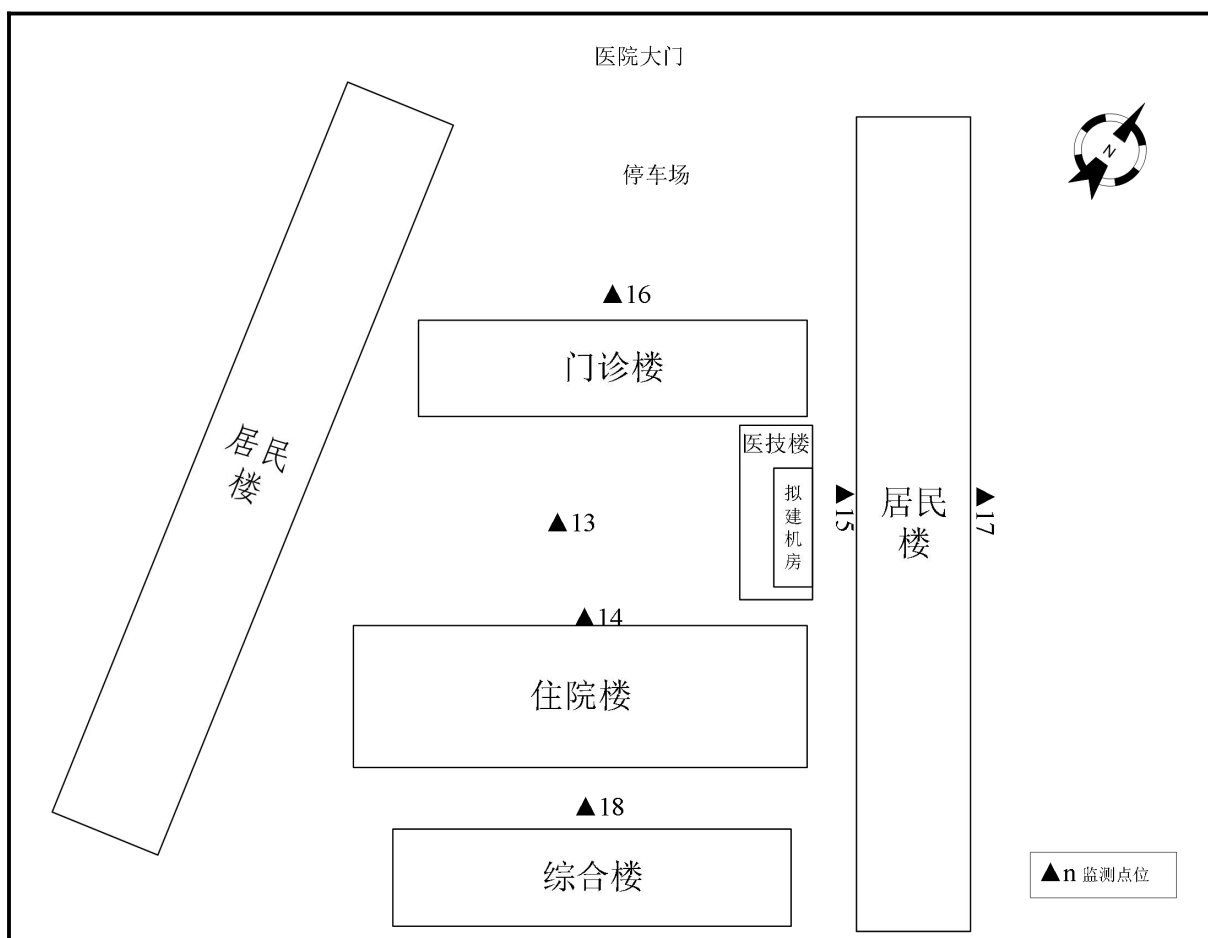 医院大门
停车场
▲16
门诊楼
医技楼
拟建机房
居民
楼
▲13
▲15
居民
楼
▲17
▲14
住院楼
▲18
综合楼
▲n 监测点位
N